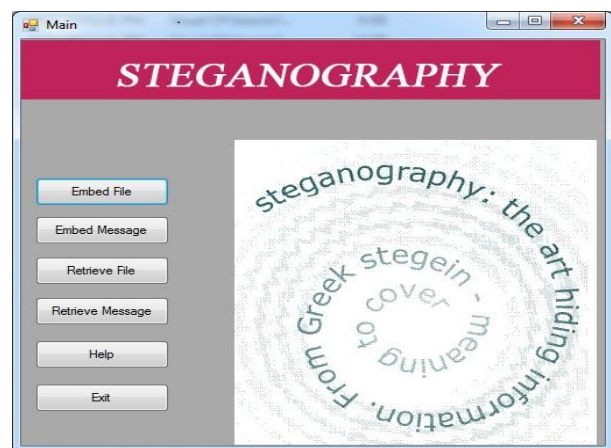 Main
STEGANOGRAPHY
Embed File
Embed Message
Retrieve File
Retrieve Message
Help
Exit
steganography: the art hiding information. From Greek stegein - meaning to cover